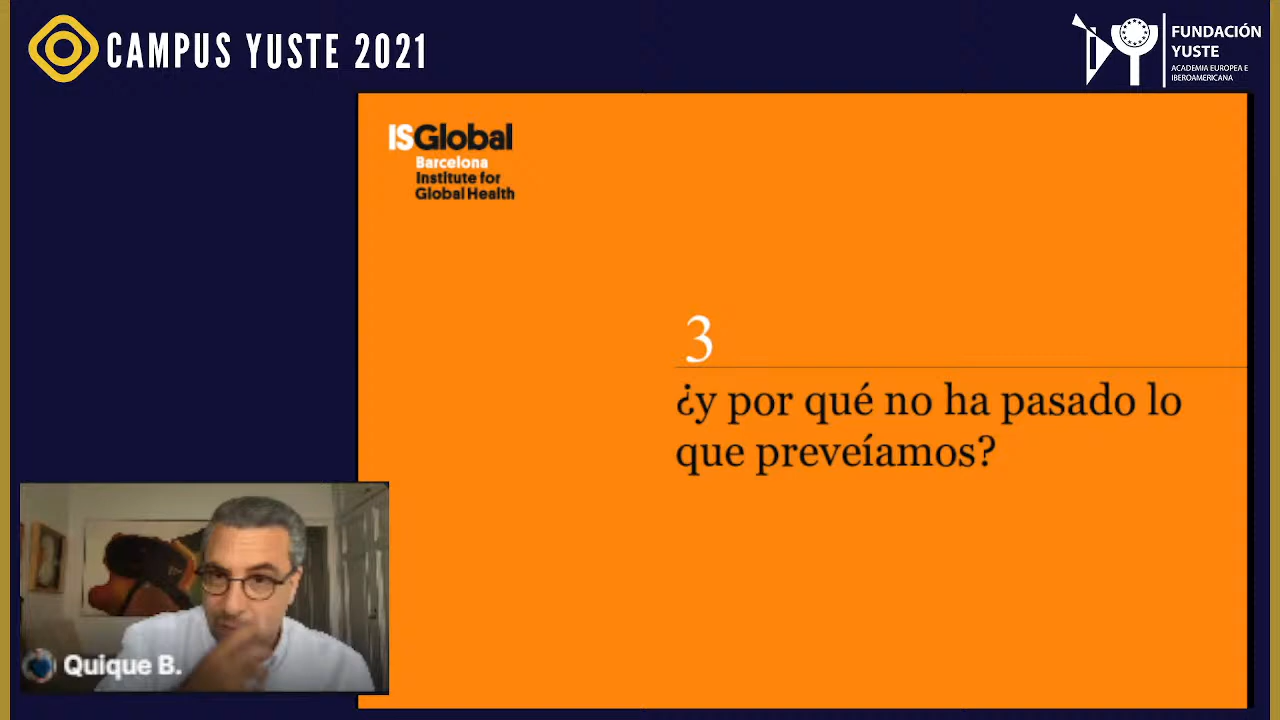 CAMPUS YUSTE 2021
FUNDACIÓN
YUSTE
ACADEMIA EUROPEA E
IBEROAMERICANA
ISGlobal
Barcelona
Institute for
Global Health
3
¿y por qué no ha pasado lo
que preveíamos?
Quique B.